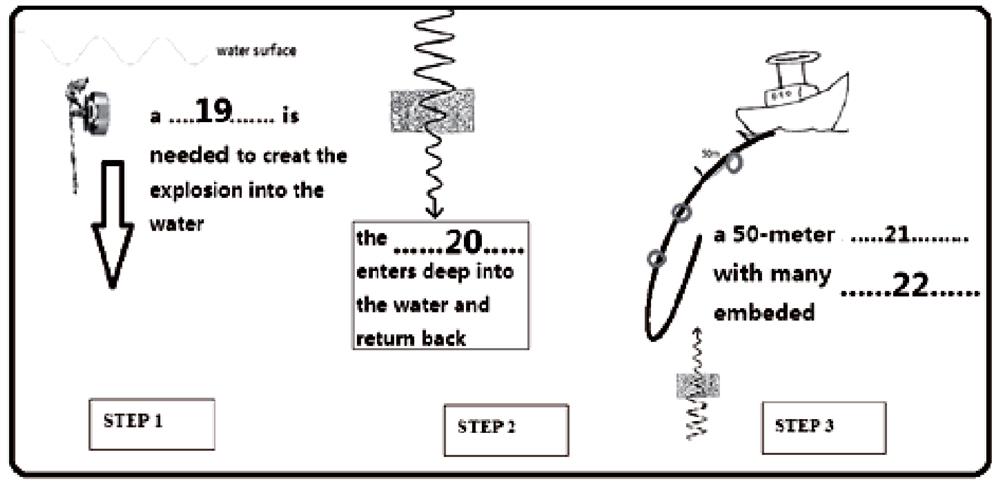 water surface
a ....19....... is
needed to creat the
explosion into the
water
the ......20.....
enters deep into
the water and
return back
50m
a 50-meter .....21.........
with many ......22......
embeded
STEP 1
STEP 2
STEP 3